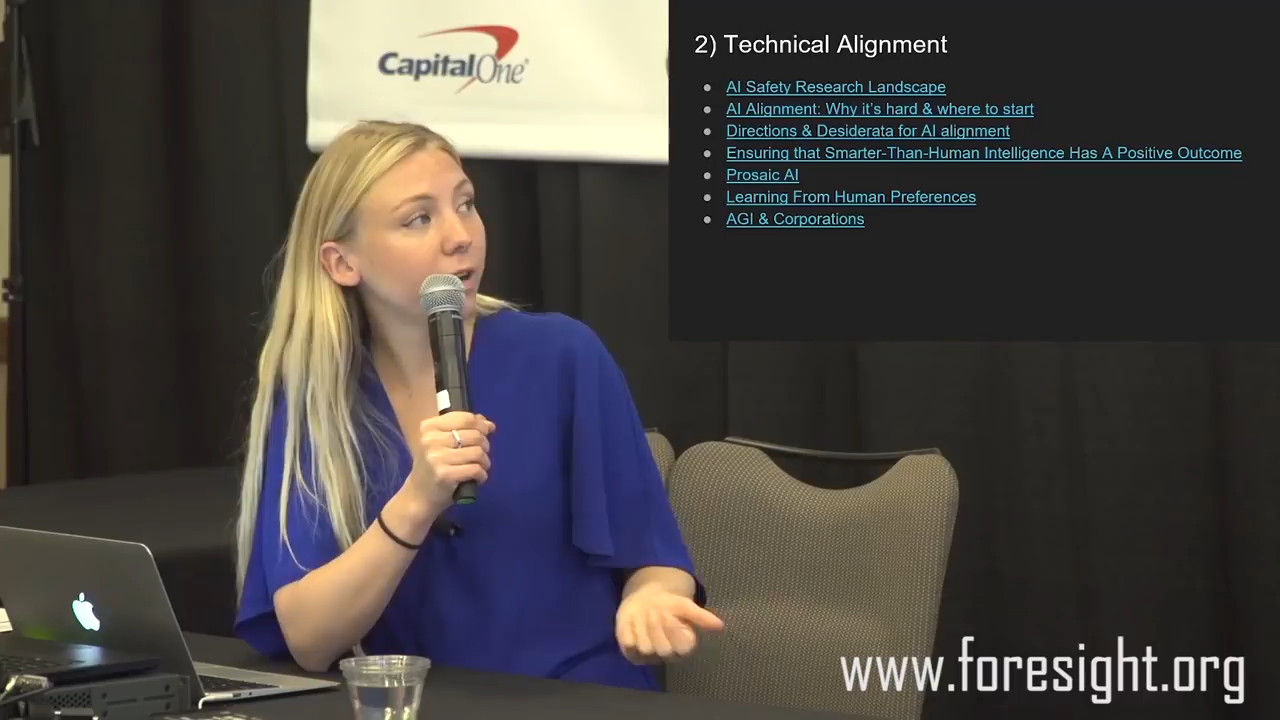 CapitalOne
2) Technical Alignment
AI Safety Research Landscape
AI Alignment: Why it's hard & where to start
Directions & Desiderata for AI alignment
Ensuring that Smarter-Than-Human Intelligence Has A Positive Outcome
Prosaic AI
Learning From Human Preferences
AGI & Corporations
www.foresight.org